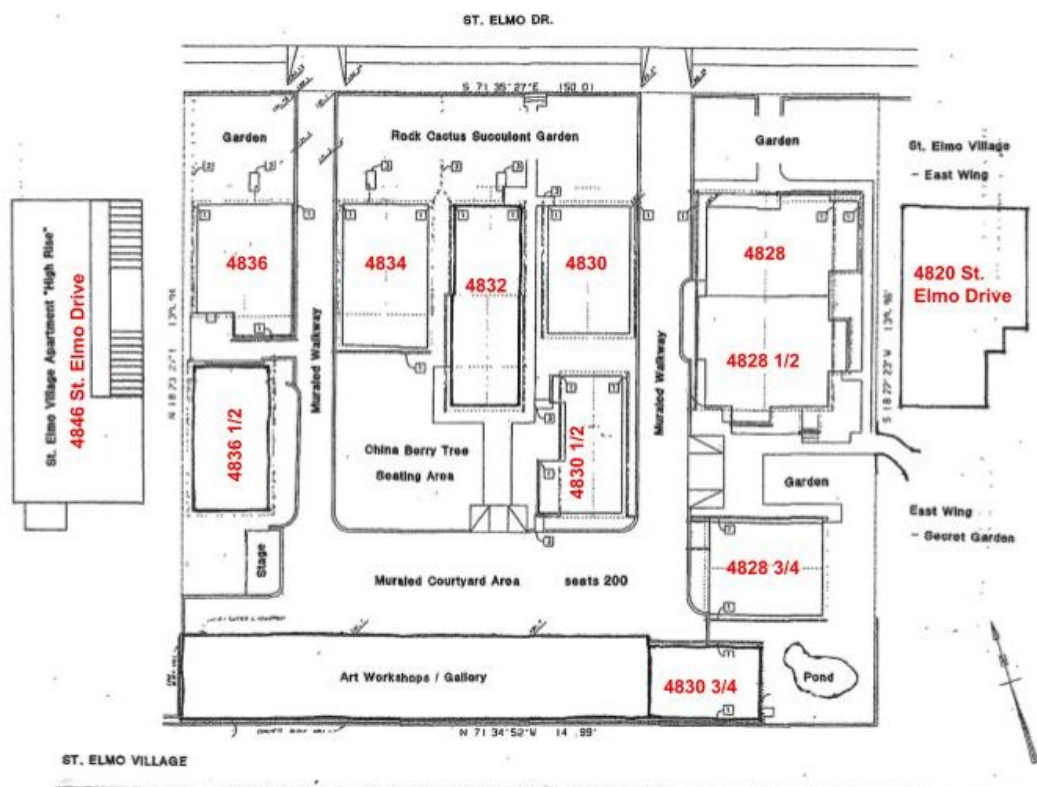 ST. ELMO DR.
S 71°35'27"E 150.01
Garden
Rock Cactus Succulent Garden
Garden
St. Elmo Village
- East Wing -
4836
4834
4832
4830
4828
4820 St.
Elmo Drive
St. Elmo Village Apartment "High Rise"
4846 St. Elmo Drive
Muraled Walkway
Muraled Walkway
4828 1/2
4836 1/2
China Berry Tree
Seating Area
4830 1/2
Garden
East Wing
- Secret Garden
Stage
Muraled Courtyard Area seats 200
4828 3/4
Art Workshops / Gallery
4830 3/4
Pond
N 71°34'52"W
ST. ELMO VILLAGE